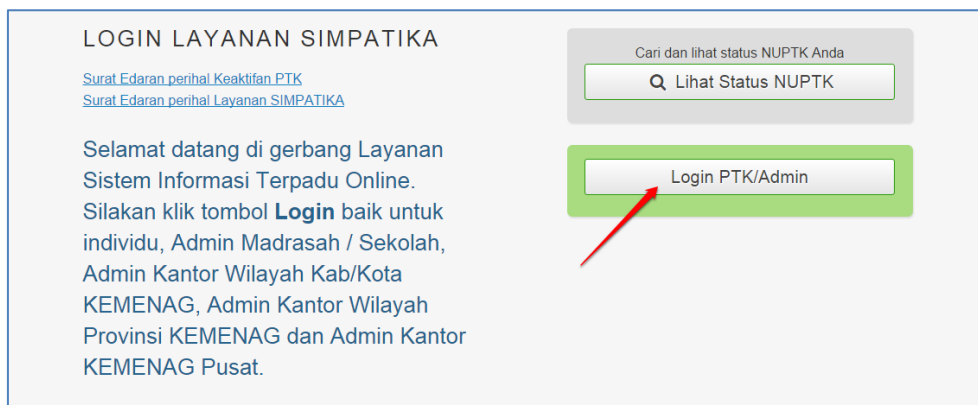 LOGIN LAYANAN SIMPATIKA
Surat Edaran perihal Keaktifan PTK
Surat Edaran perihal Layanan SIMPATIKA
Selamat datang di gerbang Layanan
Sistem Informasi Terpadu Online.
Silakan klik tombol Login baik untuk
individu, Admin Madrasah / Sekolah,
Admin Kantor Wilayah Kab/Kota
KEMENAG, Admin Kantor Wilayah
Provinsi KEMENAG dan Admin Kantor
KEMENAG Pusat.
Cari dan lihat status NUPTK Anda
Lihat Status NUPTK
Login PTK/Admin